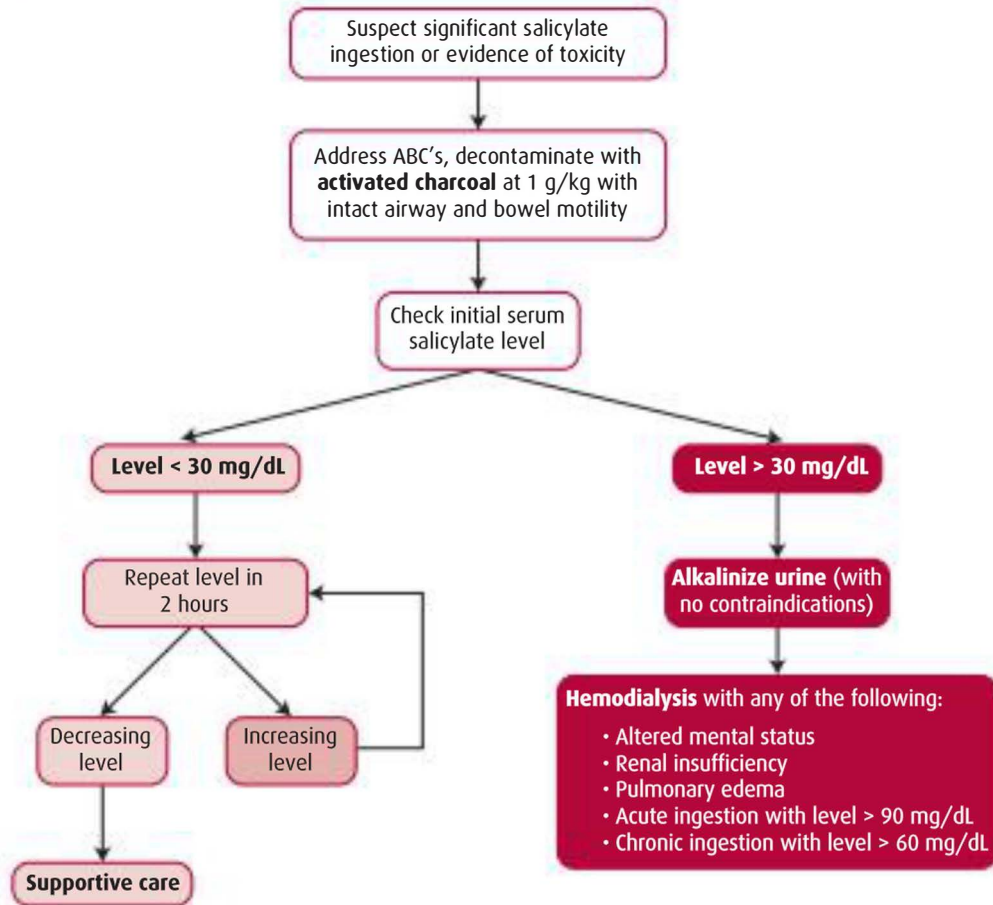 Suspect significant salicylate
ingestion or evidence of toxicity
Address ABC's, decontaminate with
activated charcoal at 1 g/kg with
intact airway and bowel motility
Check initial serum
salicylate level
Level < 30 mg/dL
Level > 30 mg/dL
Repeat level in
2 hours
Alkalinize urine (with
no contraindications)
Decreasing
level
Increasing
level
Supportive care
Hemodialysis with any of the following:
• Altered mental status
• Renal insufficiency
• Pulmonary edema
• Acute ingestion with level > 90 mg/dL
• Chronic ingestion with level > 60 mg/dL